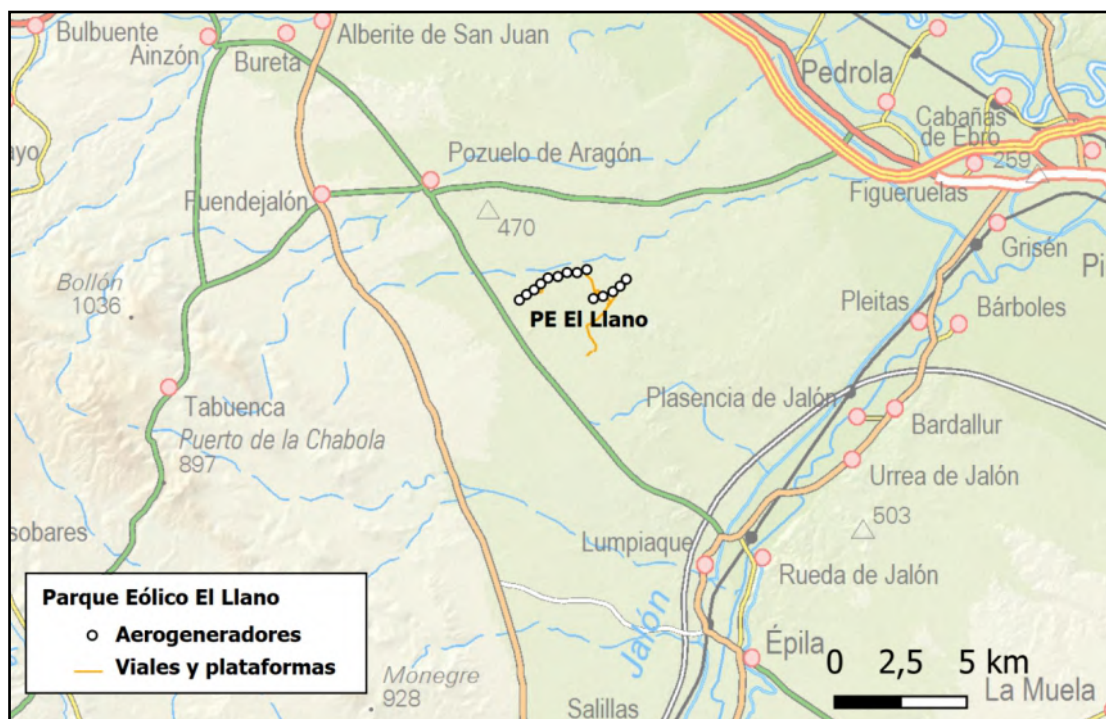 Bulbuente
Ainzón
Bureta
Alberite de San Juan
Pedrola
Cabañas
de Ebro
259
ayo
Pozuelo de Aragón
Fuendejalón
Figueruelas
470
Grisén
Pi
Bollón
1036
PE El Llano
Pleitas
Bárboles
Tabuenca
Plasencia de Jalón
Bardallur
Puerto de la Chabola
897
Urrea de Jalón
503
sobares
Lumpiaque
Rueda de Jalón
Parque Eólico El Llano
Aerogeneradores
Viales y plataformas
Jalón
Épila
Monegre
928
0 2,5 5 km
La Muela
Salillas